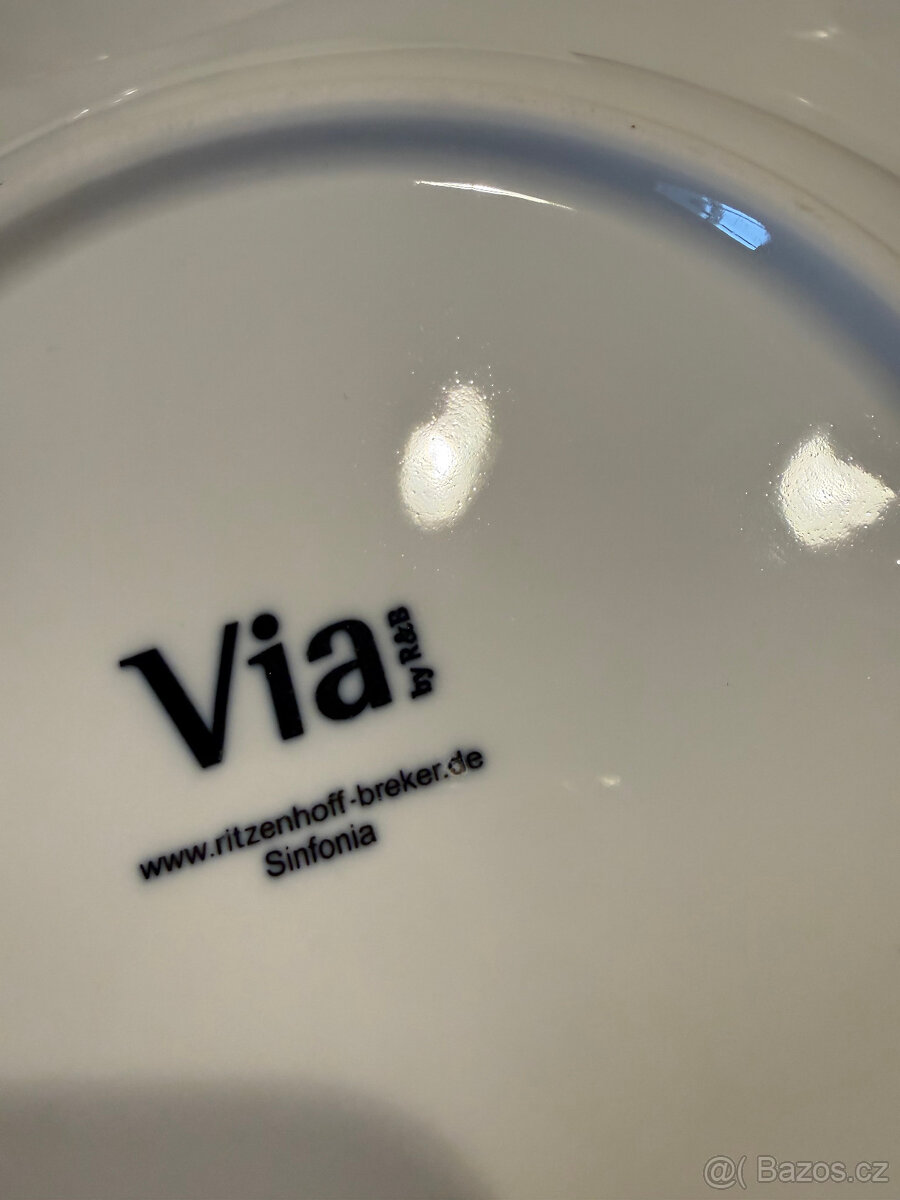 Via by R&B
www.ritzenhoff-breker.de
Sinfonia
@( Bazos.cz